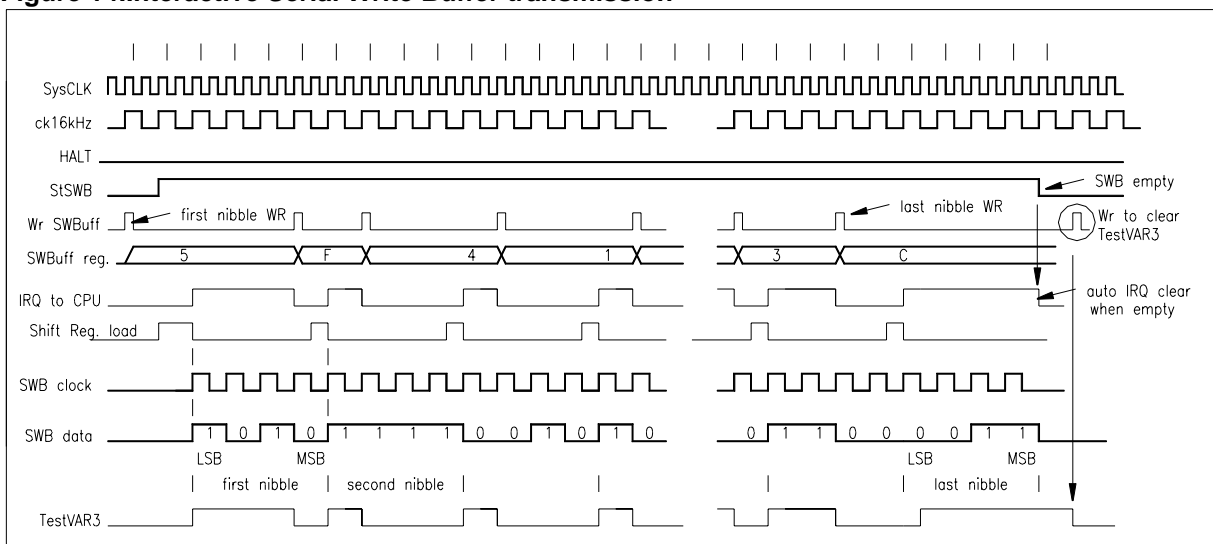 Figure Interactive Serial Write Buffer transmission
SysCLK
ck16kHz
HALT
StSWB
SWB empty
Wr SWBuff
first nibble WR
last nibble WR
Wr to clear
TestVAR3
SWBuff reg.
5 F 4 1 3 C
IRQ to CPU
auto IRQ clear
when empty
Shift Reg. load
SWB clock
SWB data
1 0 1 0 1 1 1 1 0 0 1 0 1 0 0 1 1 0 0 0 0 1 1
LSB MSB LSB MSB
first nibble second nibble last nibble
TestVAR3